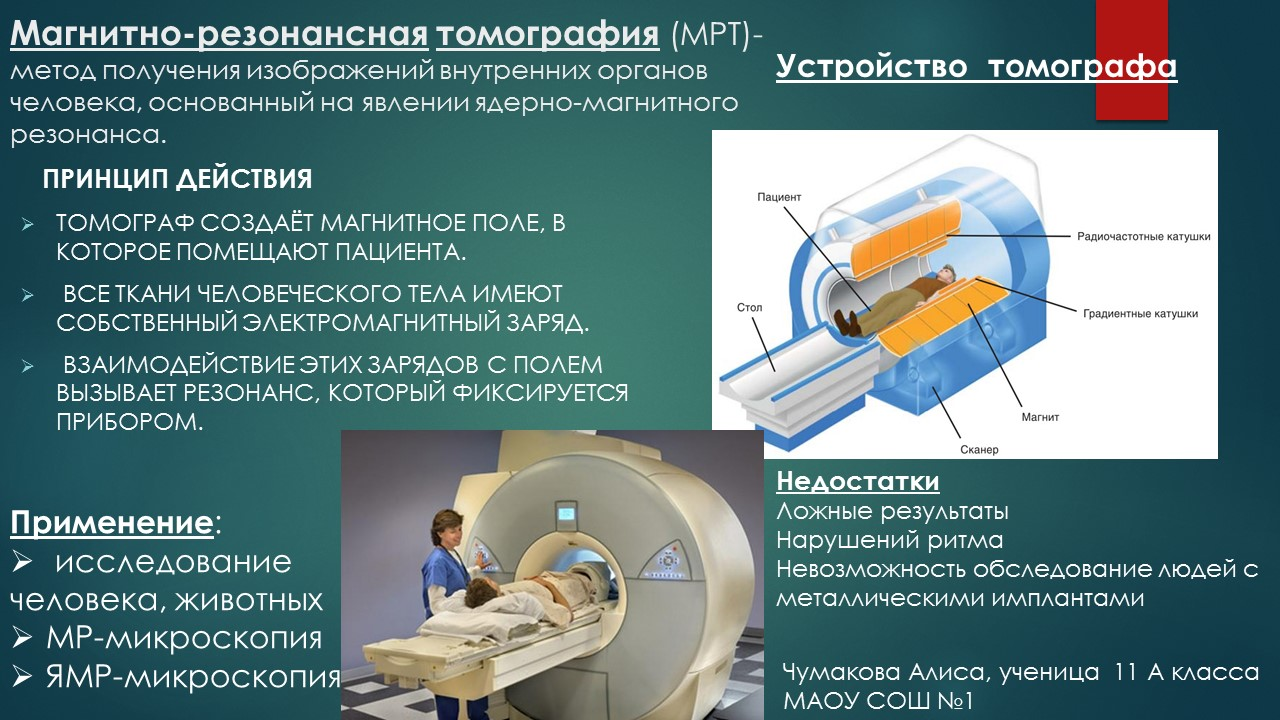 Магнитно-резонансная томография (МРТ)-
метод получения изображений внутренних органов
человека, основанный на явлении ядерно-магнитного
резонанса.
ПРИНЦИП ДЕЙСТВИЯ
ТОМОГРАФ СОЗДАЁТ МАГНИТНОЕ ПОЛЕ, В
КОТОРОЕ ПОМЕЩАЮТ ПАЦИЕНТА.
ВСЕ ТКАНИ ЧЕЛОВЕЧЕСКОГО ТЕЛА ИМЕЮТ
СОБСТВЕННЫЙ ЭЛЕКТРОМАГНИТНЫЙ ЗАРЯД.
ВЗАИМОДЕЙСТВИЕ ЭТИХ ЗАРЯДОВ С ПОЛЕМ
ВЫЗЫВАЕТ РЕЗОНАНС, КОТОРЫЙ ФИКСИРУЕТСЯ
ПРИБОРОМ.
Применение:
исследование
человека, животных
МР-микроскопия
ЯМР-микроскопия
Устройство томографа
Пациент
Радиочастотные катушки
Стол
Градиентные катушки
Магнит
Сканер
Недостатки
Ложные результаты
Нарушений ритма
Невозможность обследование людей с
металлическими имплантами
Чумакова Алиса, ученица 11 А класса
МАОУ СОШ №1